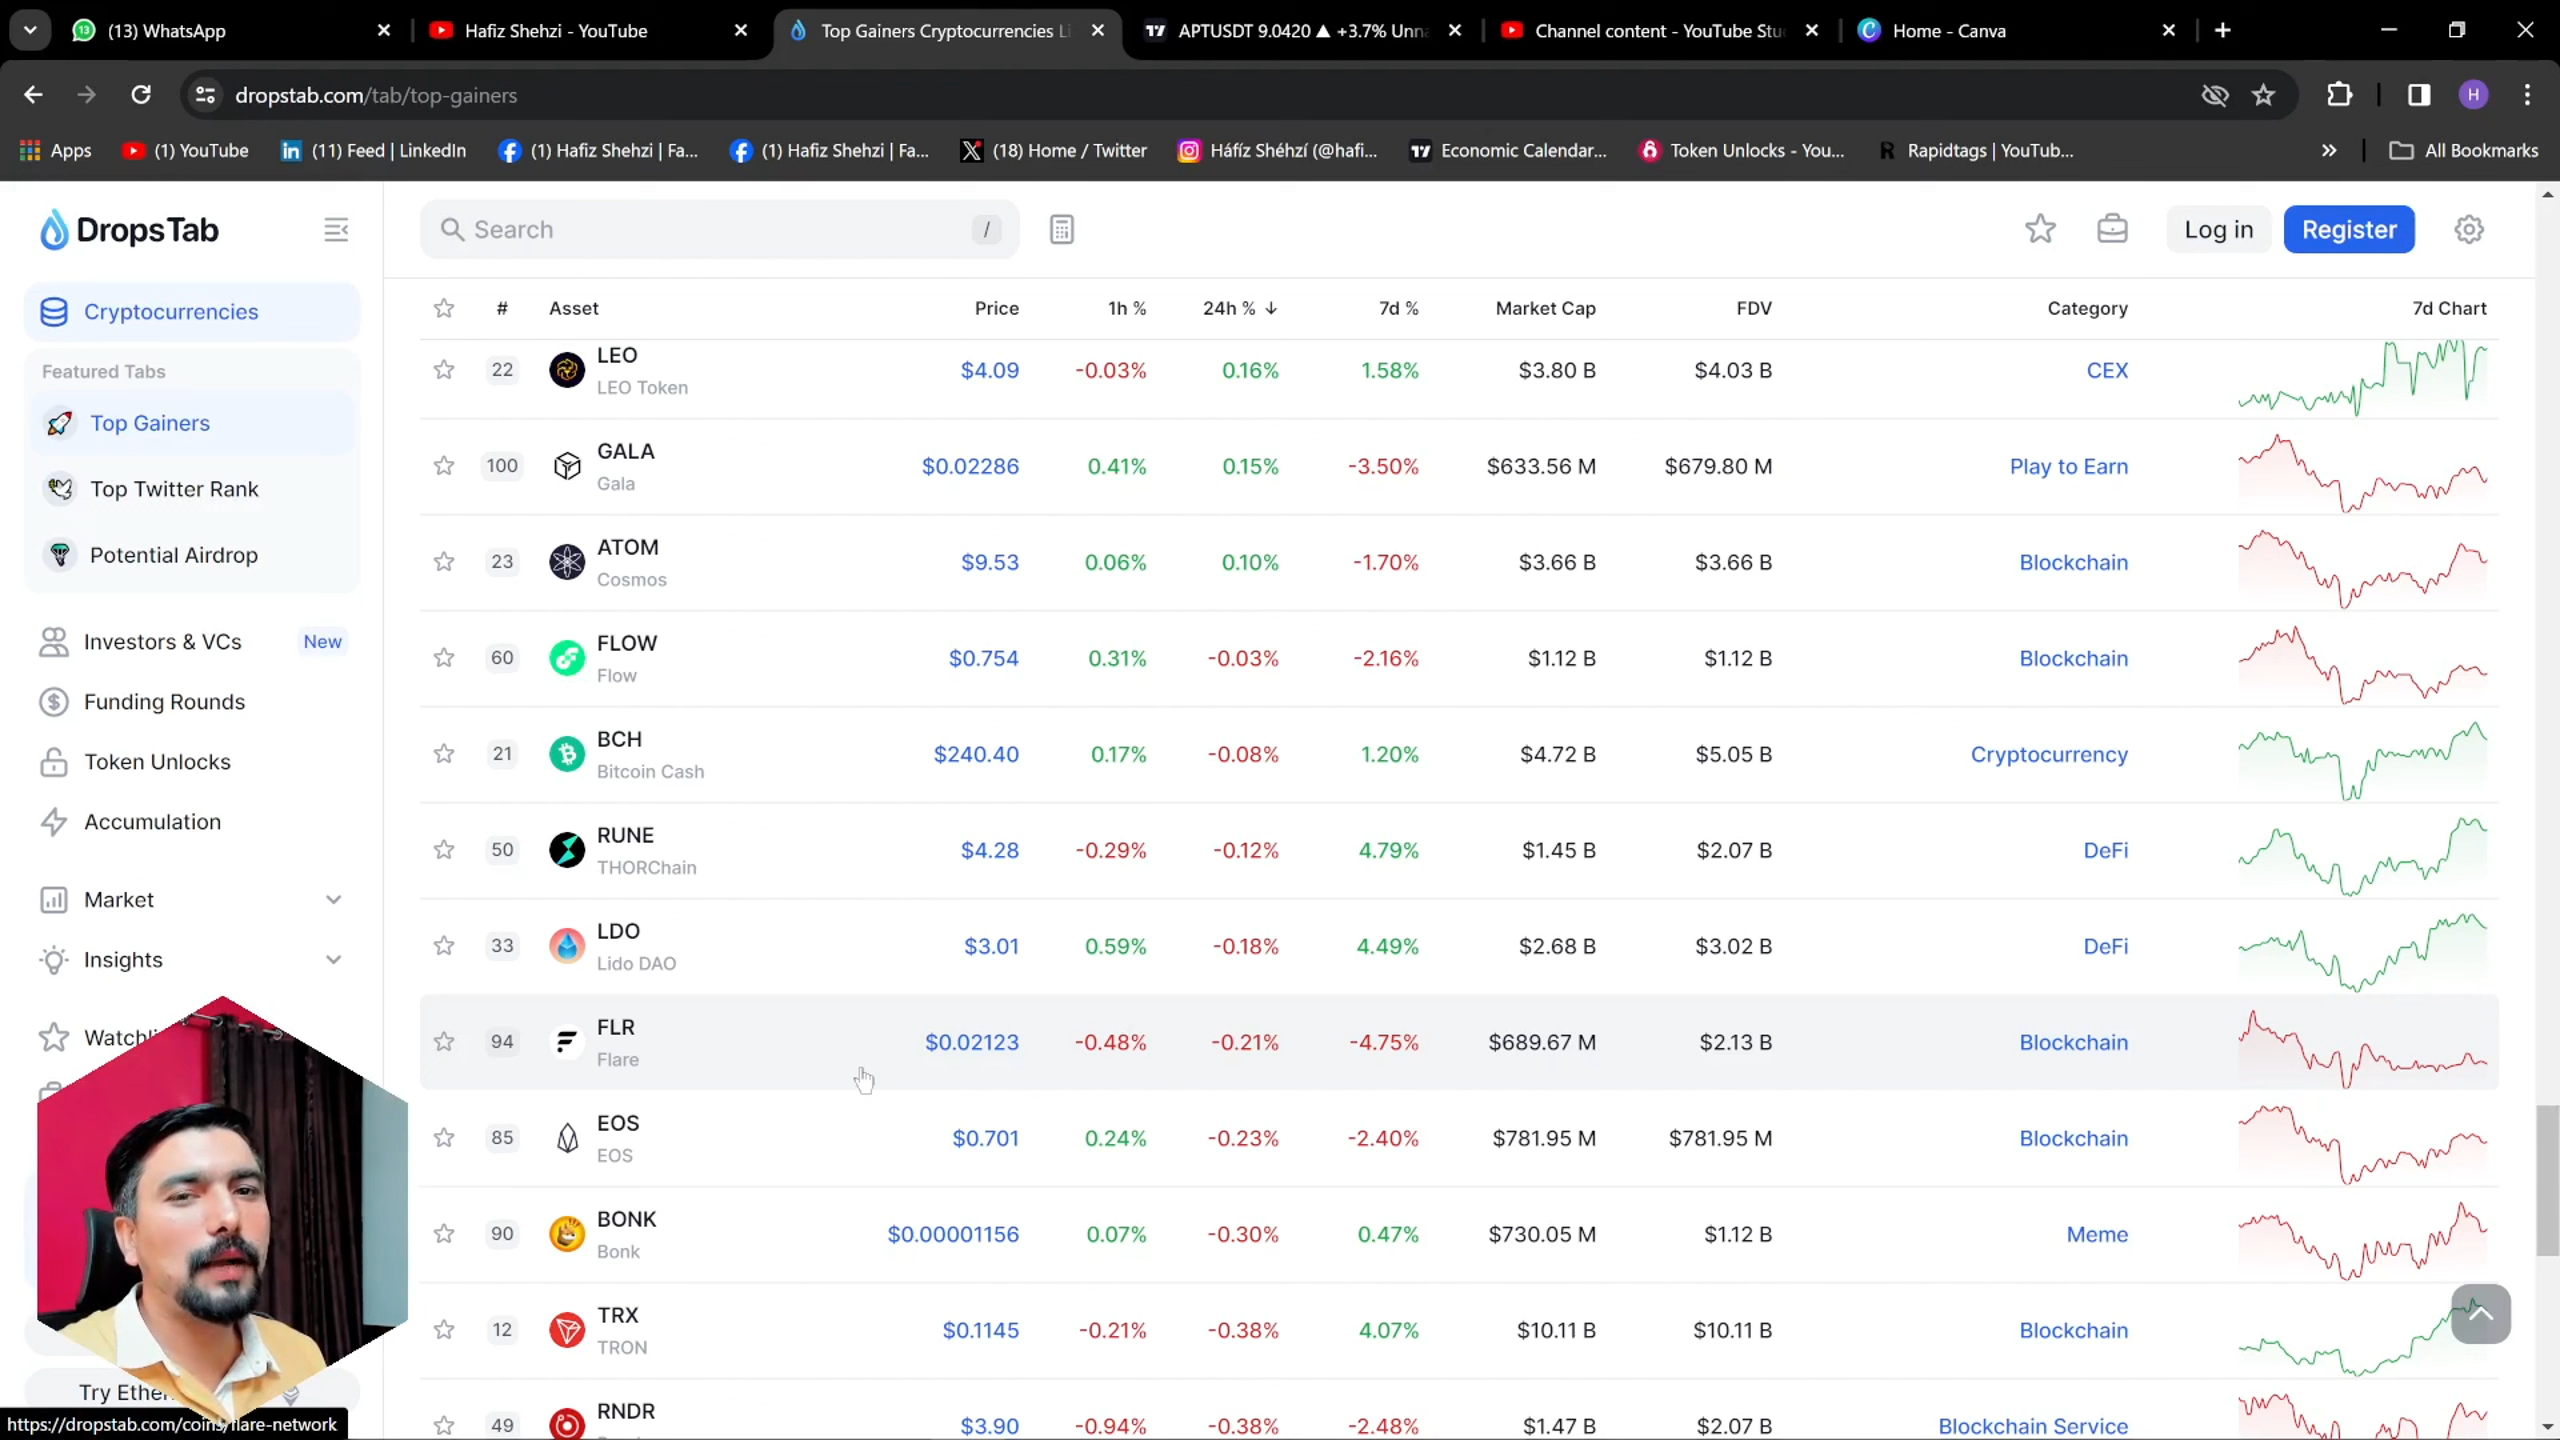 (13) WhatsApp
Hafiz Shehzi - YouTube
Top Gainers Cryptocurrencies Li
APTUSDT 9.0420 ▲ +3.7% Unna
Channel content - YouTube Stu
Home - Canva
dropstab.com/tab/top-gainers
H
Apps
(1) YouTube
(11) Feed | LinkedIn
(1) Hafiz Shehzi | Fa...
(1) Hafiz Shehzi | Fa...
(18) Home / Twitter
Háfíz Shéhzí (@hafi...
Economic Calendar...
Token Unlocks - You...
Rapidtags | YouTub...
All Bookmarks
DropsTab
Search /
Log in
Register
Cryptocurrencies
Featured Tabs
Top Gainers
Top Twitter Rank
Potential Airdrop
Investors & VCs New
Funding Rounds
Token Unlocks
Accumulation
Market
Insights
Try Ether
https://dropstab.com/coins/flare-network
# Asset Price 1h % 24h % ↓ 7d % Market Cap FDV Category 7d Chart
22 LEO $4.09 -0.03% 0.16% 1.58% $3.80 B $4.03 B CEX
LEO Token
100 GALA $0.02286 0.41% 0.15% -3.50% $633.56 M $679.80 M Play to Earn
Gala
23 ATOM $9.53 0.06% 0.10% -1.70% $3.66 B $3.66 B Blockchain
Cosmos
60 FLOW $0.754 0.31% -0.03% -2.16% $1.12 B $1.12 B Blockchain
Flow
21 BCH $240.40 0.17% -0.08% 1.20% $4.72 B $5.05 B Cryptocurrency
Bitcoin Cash
50 RUNE $4.28 -0.29% -0.12% 4.79% $1.45 B $2.07 B DeFi
THORChain
33 LDO $3.01 0.59% -0.18% 4.49% $2.68 B $3.02 B DeFi
Lido DAO
94 FLR $0.02123 -0.48% -0.21% -4.75% $689.67 M $2.13 B Blockchain
Flare
85 EOS $0.701 0.24% -0.23% -2.40% $781.95 M $781.95 M Blockchain
EOS
90 BONK $0.00001156 0.07% -0.30% 0.47% $730.05 M $1.12 B Meme
Bonk
12 TRX $0.1145 -0.21% -0.38% 4.07% $10.11 B $10.11 B Blockchain
TRON
49 RNDR $3.90 -0.94% -0.38% -2.48% $1.47 B $2.07 B Blockchain Service